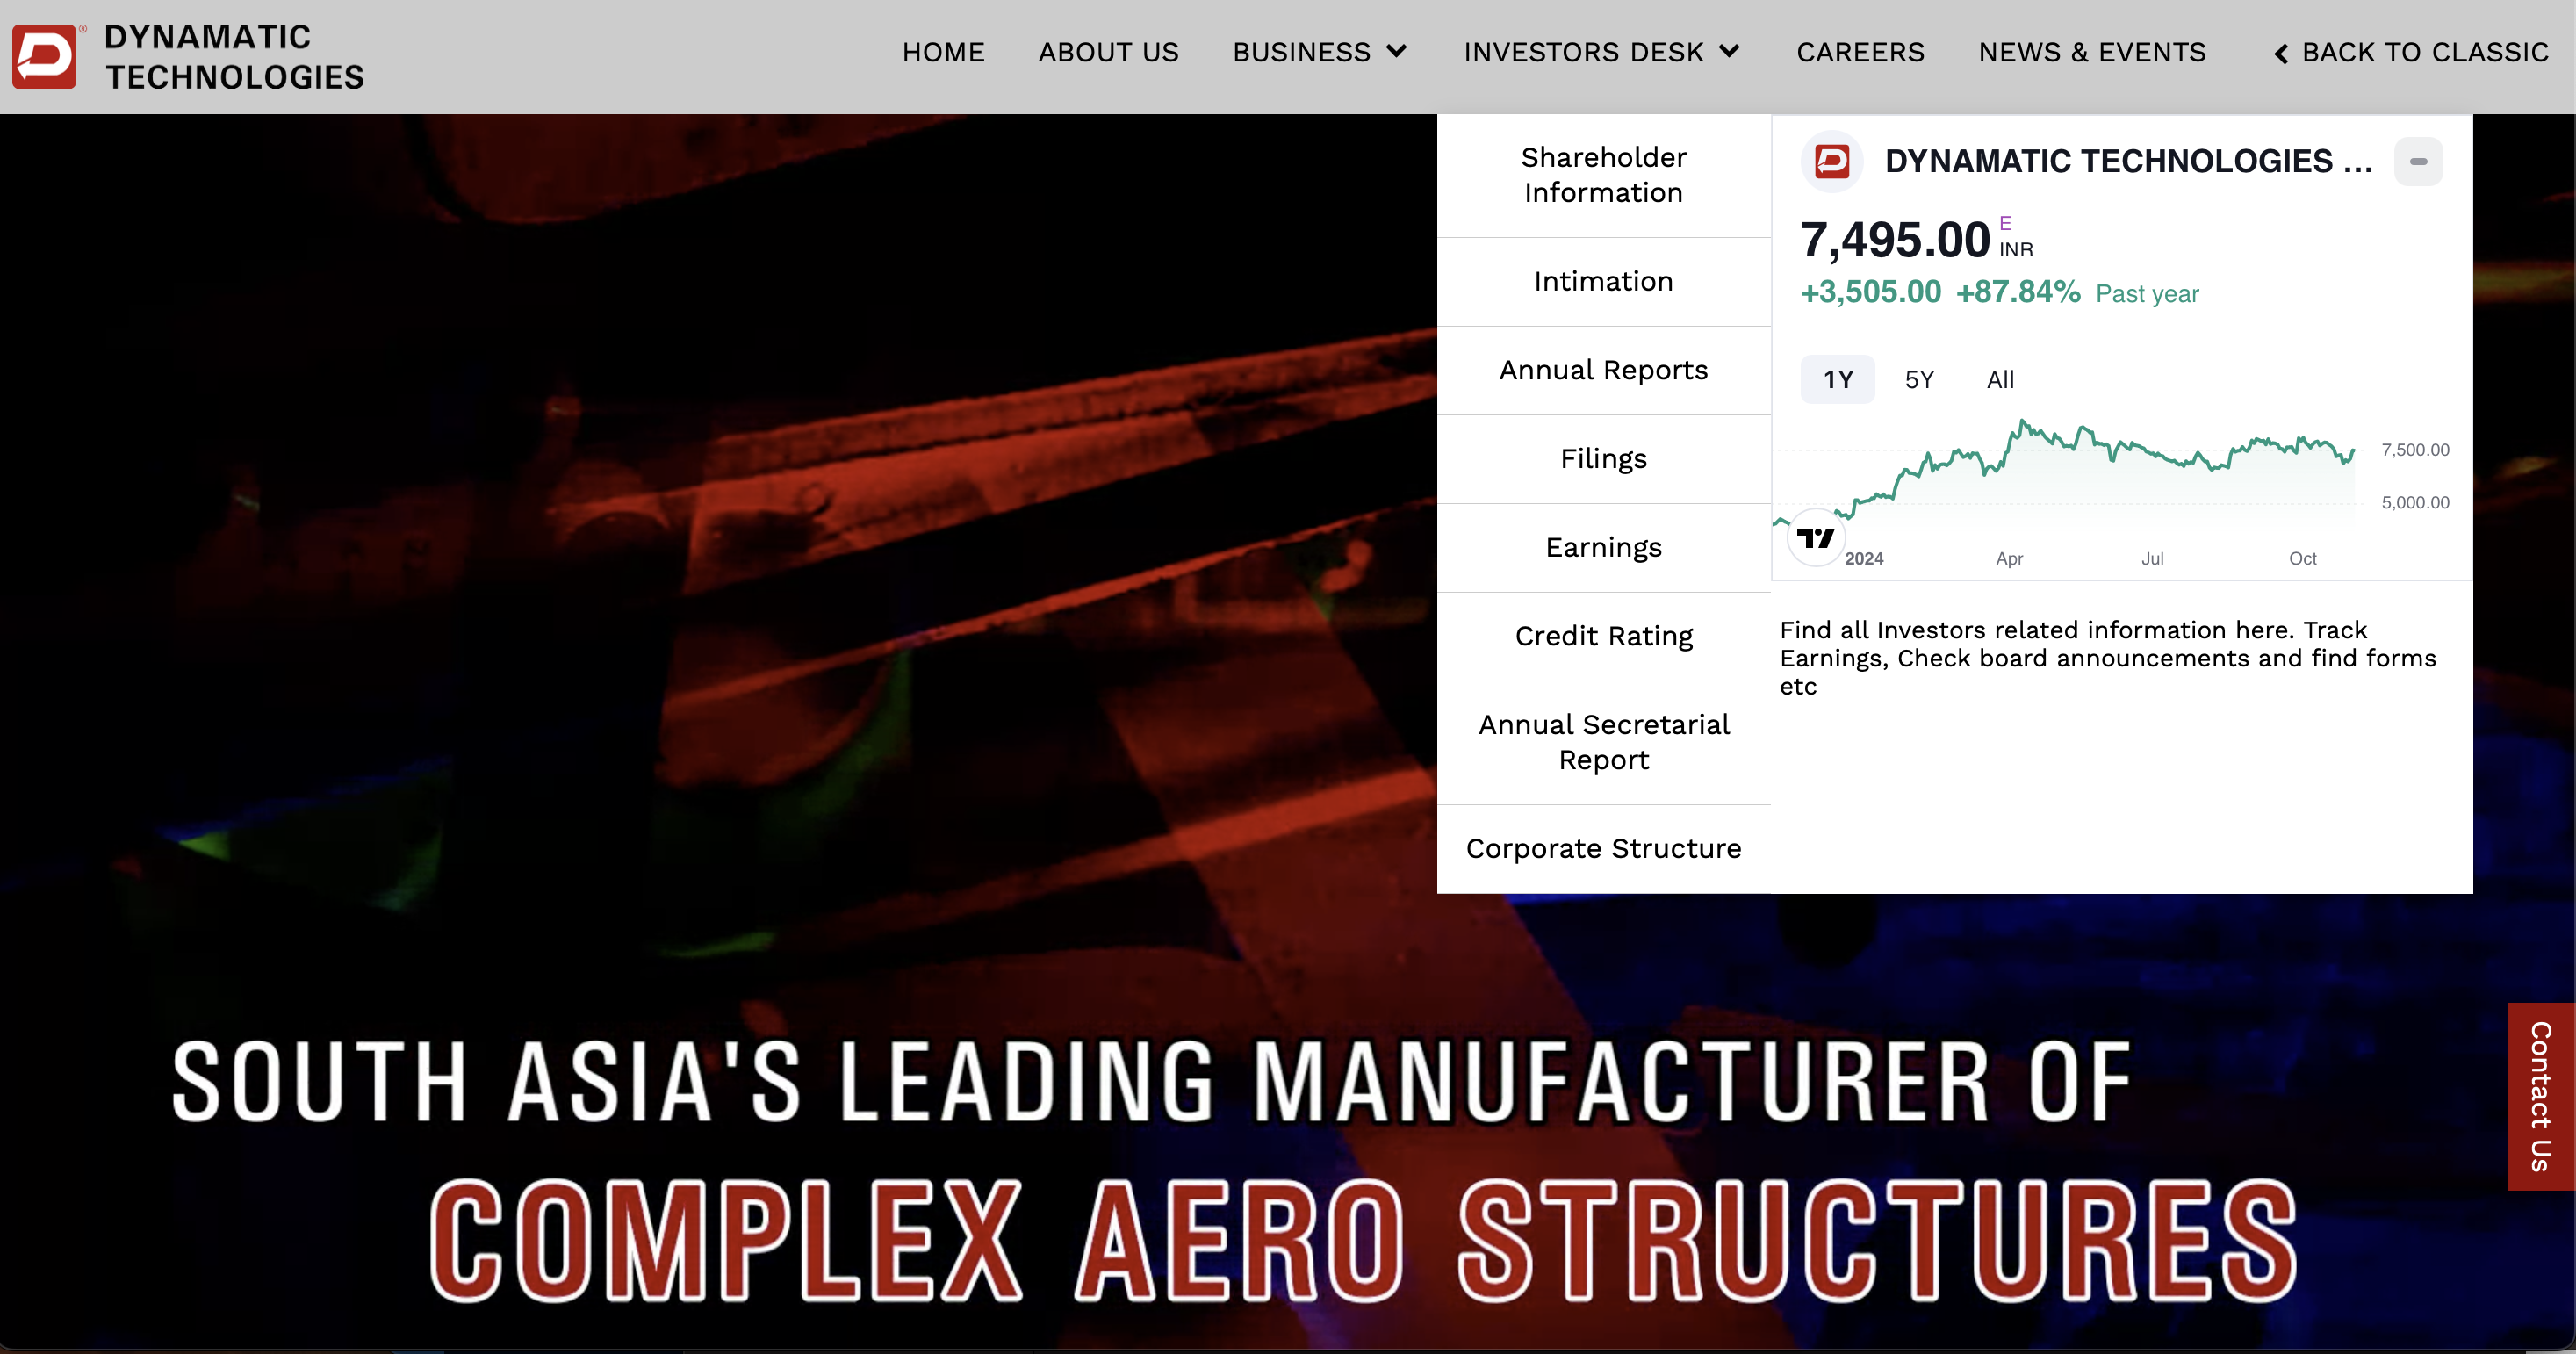 DYNAMATIC
TECHNOLOGIES
®
HOME
ABOUT US
BUSINESS
INVESTORS DESK
CAREERS
NEWS & EVENTS
BACK TO CLASSIC
Shareholder
Information
Intimation
Annual Reports
Filings
Earnings
Credit Rating
Annual Secretarial
Report
Corporate Structure
DYNAMATIC TECHNOLOGIES ...
7,495.00
E
INR
+3,505.00 +87.84% Past year
1Y 5Y All
7,500.00
5,000.00
2024 Apr Jul Oct
Find all Investors related information here. Track
Earnings, Check board announcements and find forms
etc
SOUTH ASIA'S LEADING MANUFACTURER OF
COMPLEX AERO STRUCTURES
Contact Us